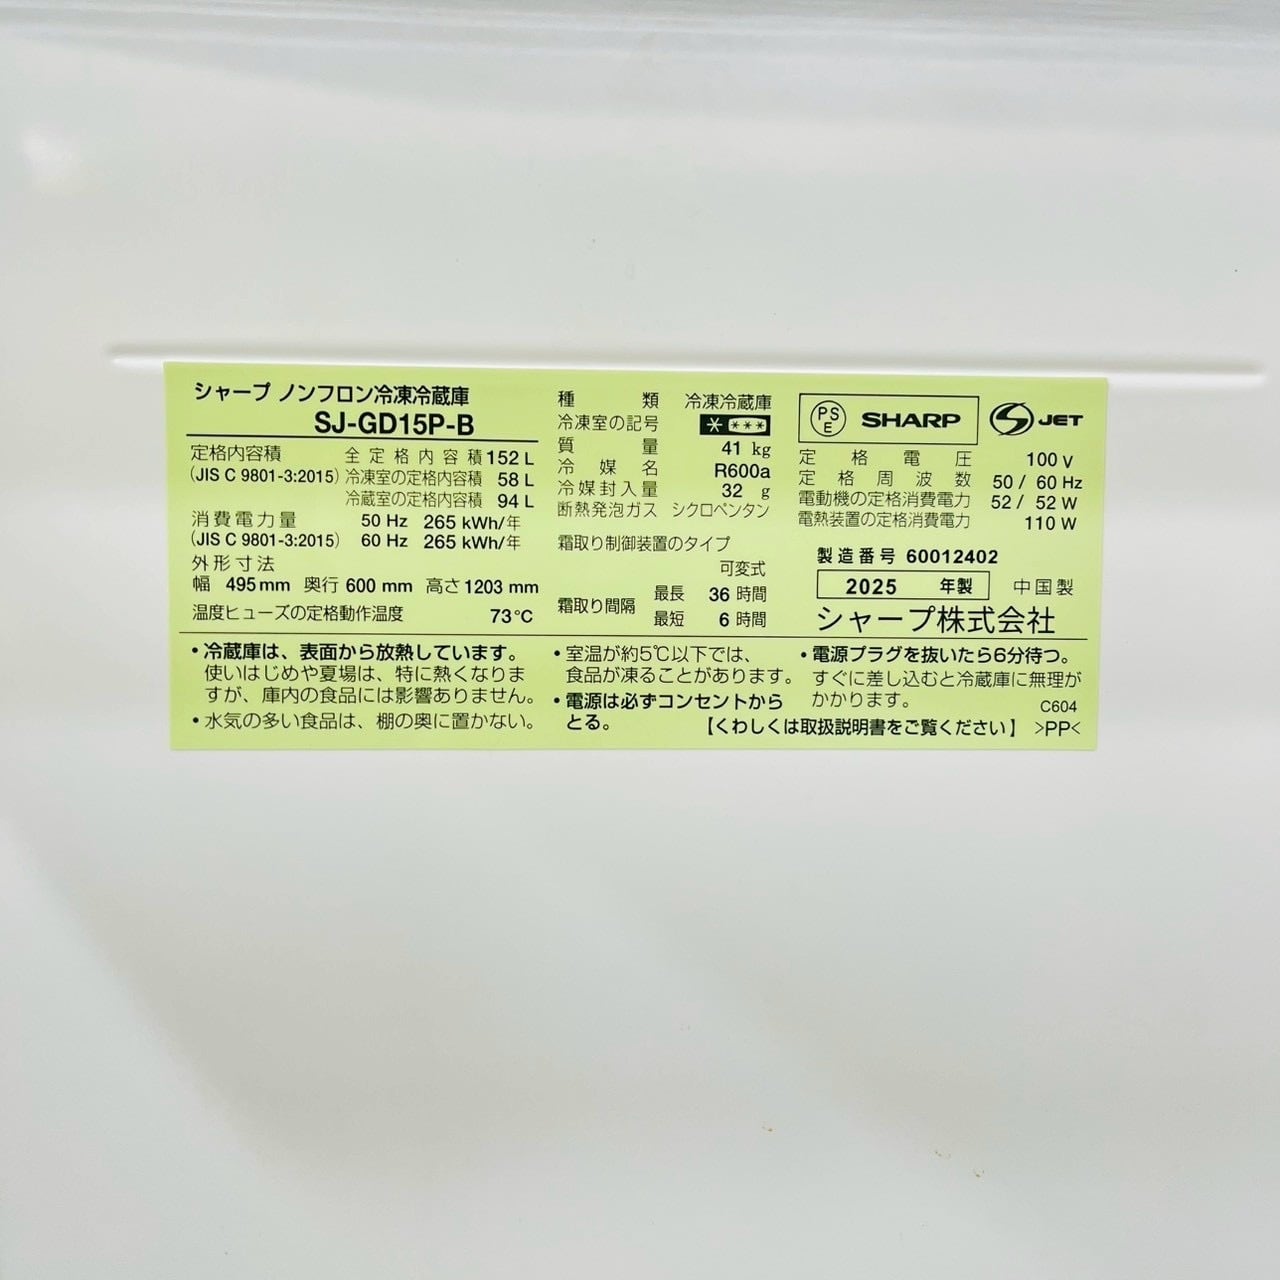 シャープ ノンフロン冷凍冷蔵庫
SJ-GD15P-B
定格内容積 全定格内容積 152 L
(JIS C 9801-3:2015) 冷凍室の定格内容積 58 L
冷蔵室の定格内容積 94 L
消費電力量 50 Hz 265 kWh/年
(JIS C 9801-3:2015) 60 Hz 265 kWh/年
外形寸法
幅 495 mm 奥行 600 mm 高さ 1203 mm
温度ヒューズの定格動作温度 73℃
種類 冷凍冷蔵庫
冷凍室の記号 * ***
質量 41 kg
冷媒名 R600a
冷媒封入量 32 g
断熱発泡ガス シクロペンタン
霜取り制御装置のタイプ
可変式
霜取り間隔 最長 36 時間
最短 6 時間
PSE SHARP S JET
定格電圧 100 V
定格周波数 50 / 60 Hz
電動機の定格消費電力 52 / 52 W
電熱装置の定格消費電力 110 W
製造番号 60012402
2025 年製 中国製
シャープ株式会社
・冷蔵庫は、表面から放熱しています。
使いはじめや夏場は、特に熱くなりま
すが、庫内の食品には影響ありません。
・水気の多い食品は、棚の奥に置かない。
・室温が約5℃以下では、
食品が凍ることがあります。
・電源は必ずコンセントから
とる。
・電源プラグを抜いたら6分待つ。
すぐに差し込むと冷蔵庫に無理が
かかります。
C604
【くわしくは取扱説明書をご覧ください】 >PP<